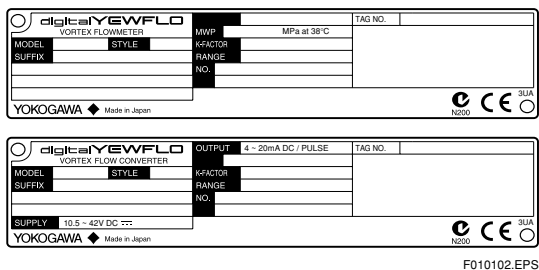 digitalYEWFLO
VORTEX FLOWMETER
MODEL STYLE
SUFFIX
MWP MPa at 38°C
K-FACTOR
RANGE
NO.
TAG NO.
YOKOGAWA ◆ Made in Japan
N200
CE
3UA
digitalYEWFLO
VORTEX FLOW CONVERTER
MODEL STYLE
SUFFIX
SUPPLY 10.5 ~ 42V DC
OUTPUT 4 ~ 20mA DC / PULSE
K-FACTOR
RANGE
NO.
TAG NO.
YOKOGAWA ◆ Made in Japan
N200
CE
3UA
F010102.EPS